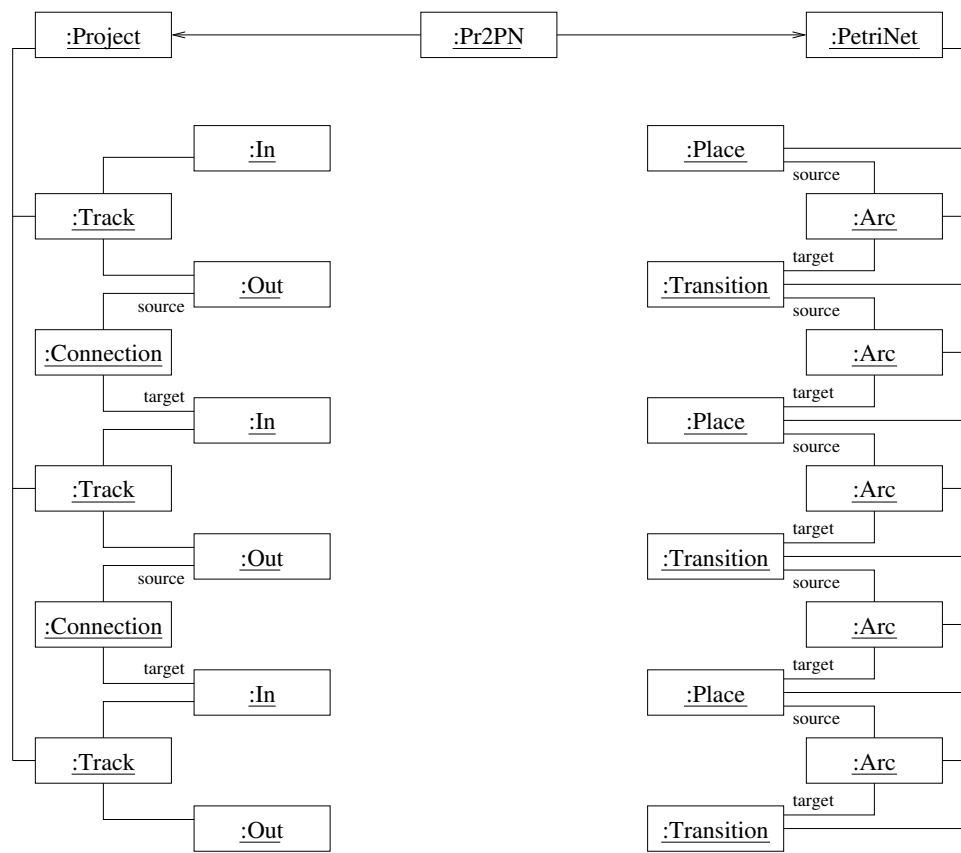 :Project
:Pr2PN
:PetriNet
:In
:Place
source
:Track
:Arc
target
:Out
:Transition
source
source
:Connection
:Arc
target
target
:In
:Place
source
:Track
:Arc
target
:Out
:Transition
source
source
:Connection
:Arc
target
target
:In
:Place
source
:Track
:Arc
target
:Out
:Transition